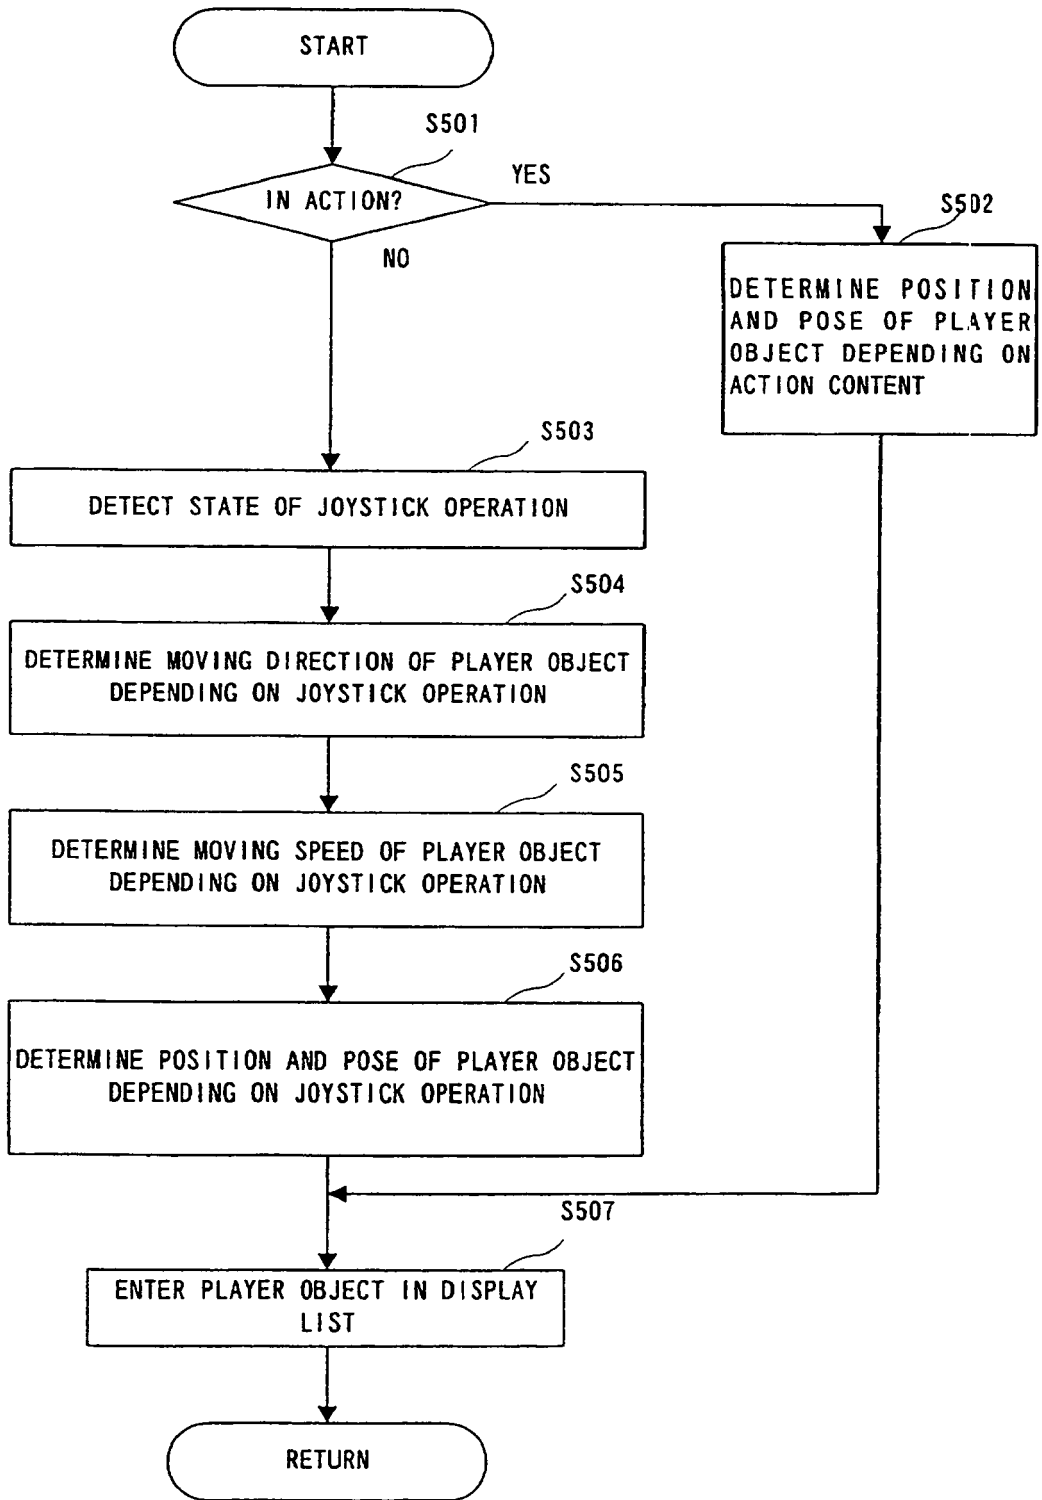 START
S501
IN ACTION?
YES
NO
S502
DETERMINE POSITION
AND POSE OF PLAYER
OBJECT DEPENDING ON
ACTION CONTENT
S503
DETECT STATE OF JOYSTICK OPERATION
S504
DETERMINE MOVING DIRECTION OF PLAYER OBJECT
DEPENDING ON JOYSTICK OPERATION
S505
DETERMINE MOVING SPEED OF PLAYER OBJECT
DEPENDING ON JOYSTICK OPERATION
S506
DETERMINE POSITION AND POSE OF PLAYER OBJECT
DEPENDING ON JOYSTICK OPERATION
S507
ENTER PLAYER OBJECT IN DISPLAY
LIST
RETURN